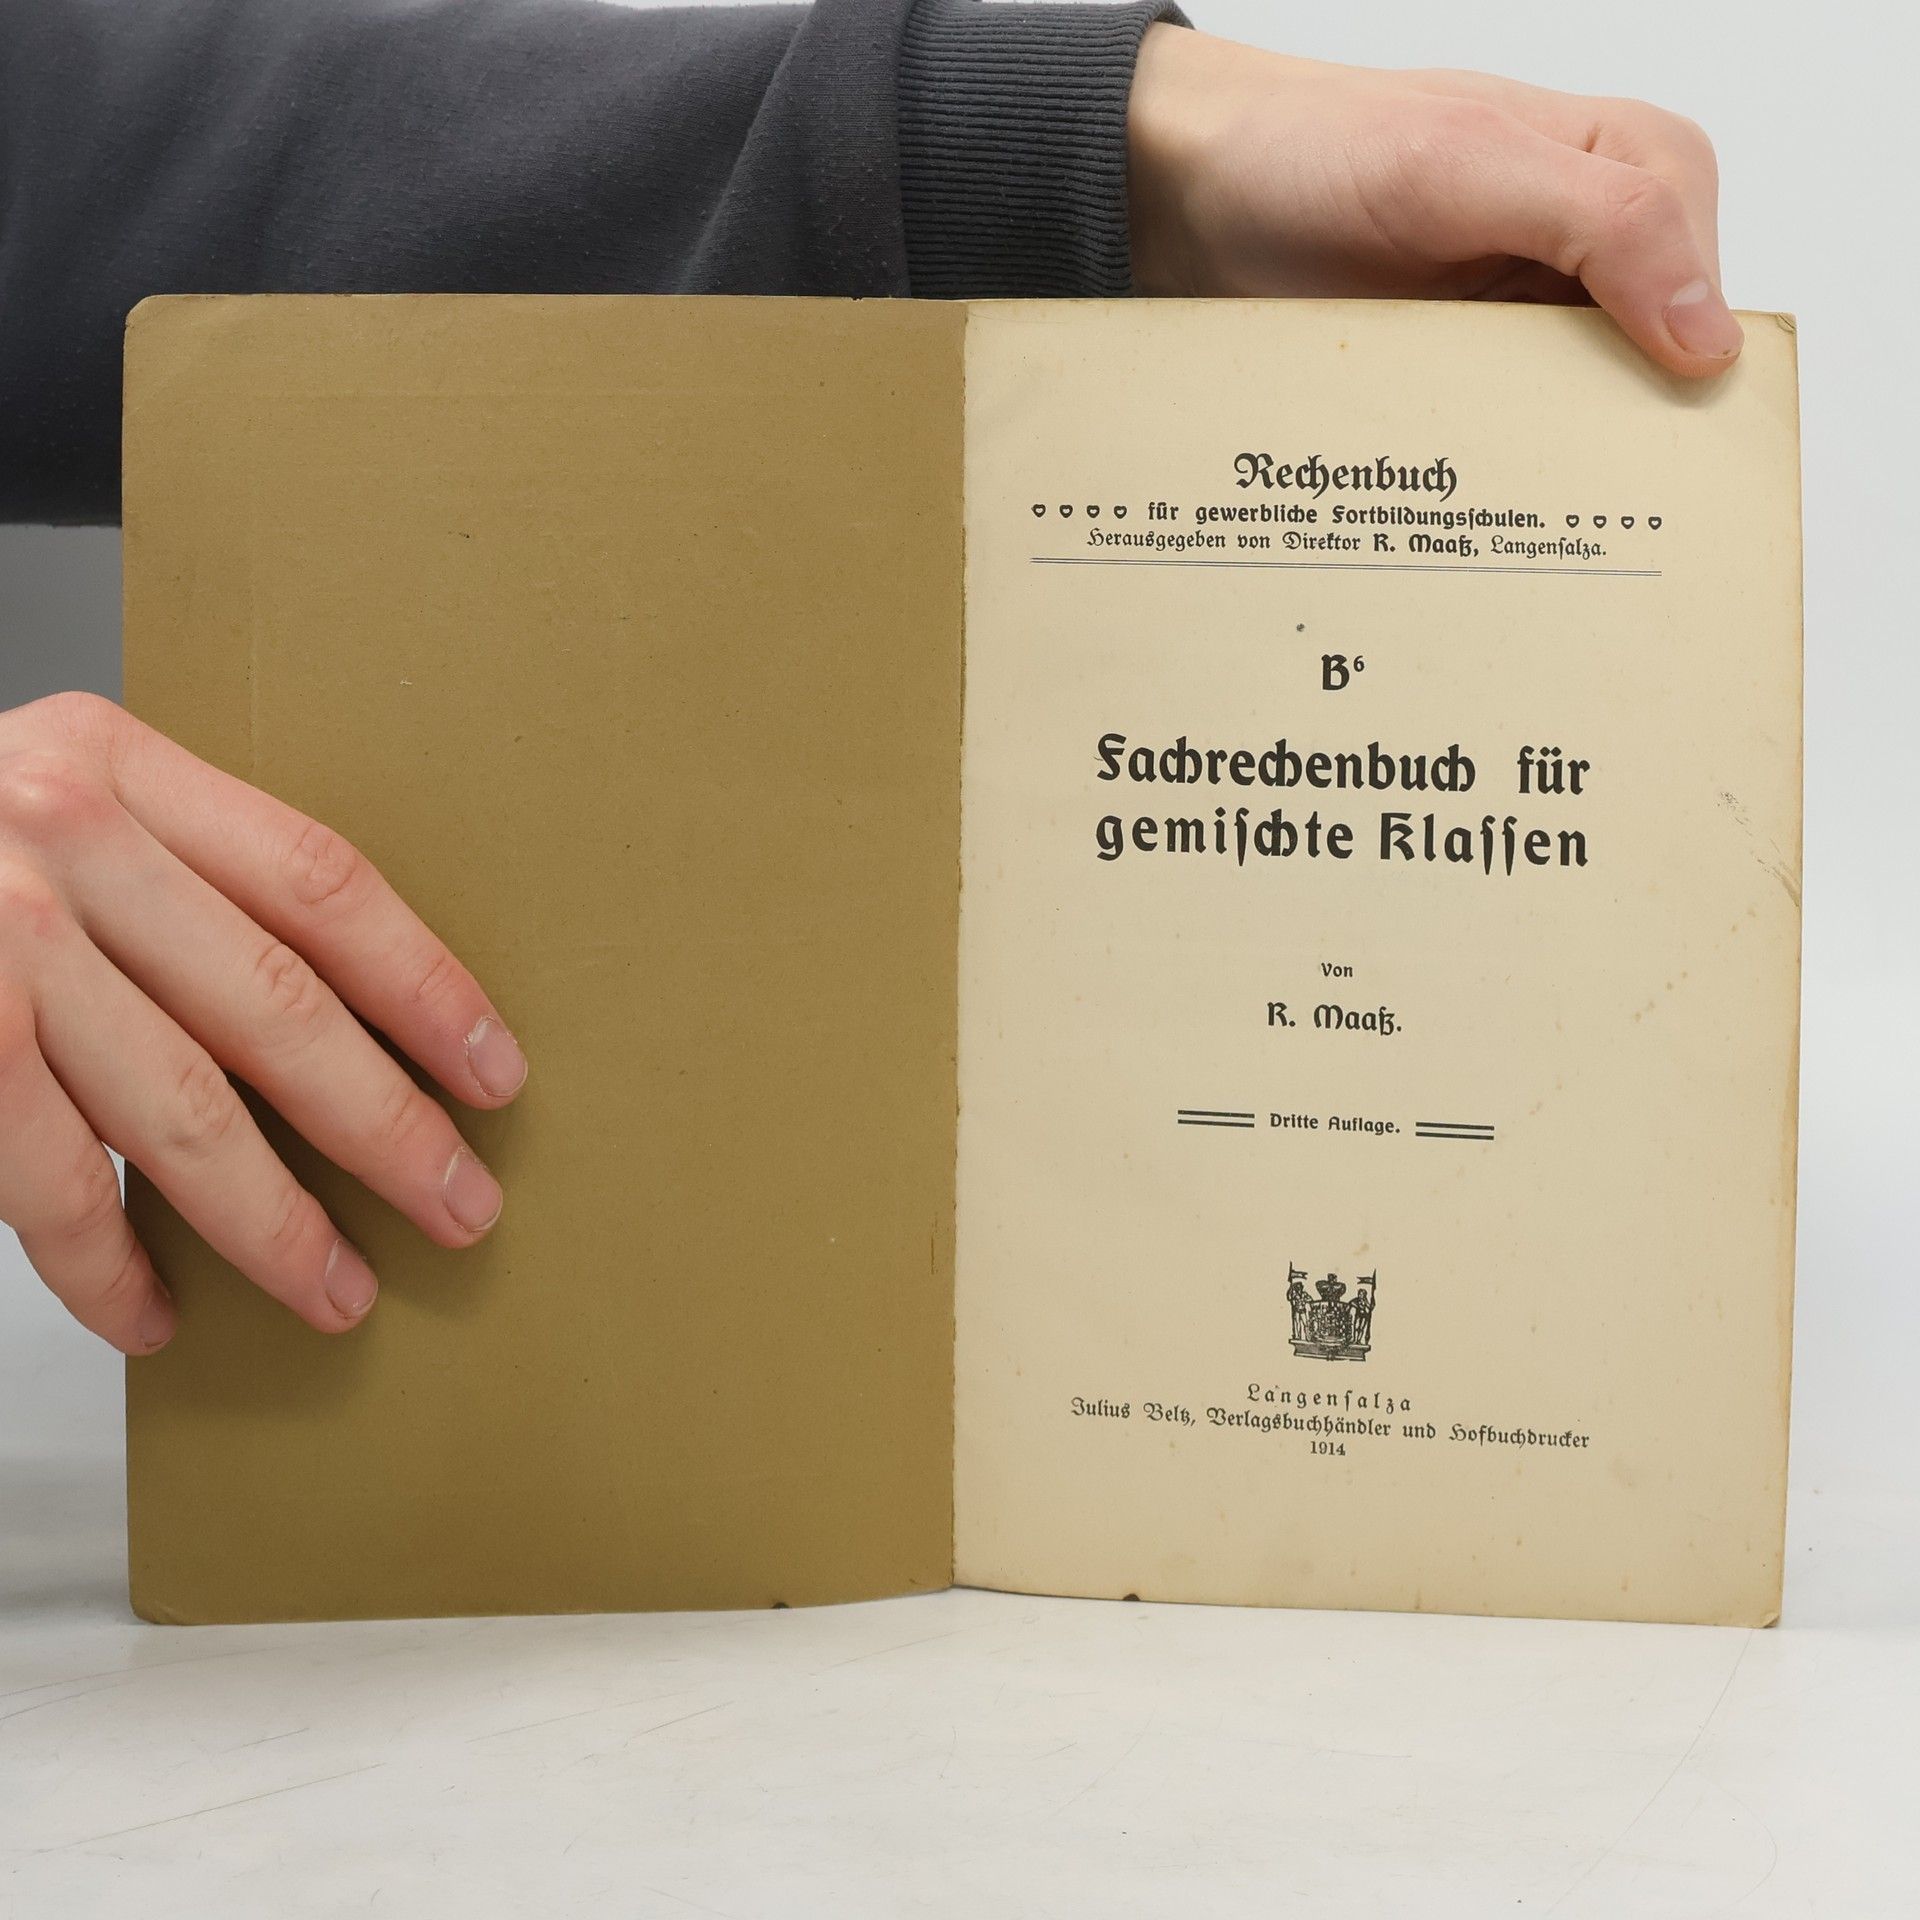 Rechenbuch
für gewerbliche Fortbildungsſchulen.
Herausgegeben von Direktor R. Maaß, Langenſalza.
B⁶
Fachrechenbuch für
gemiſchte Klaſſen
Von
R. Maaß.
Dritte Auflage.
Langenſalza
Julius Beltz, Verlagsbuchhändler und Hofbuchdrucker
1914